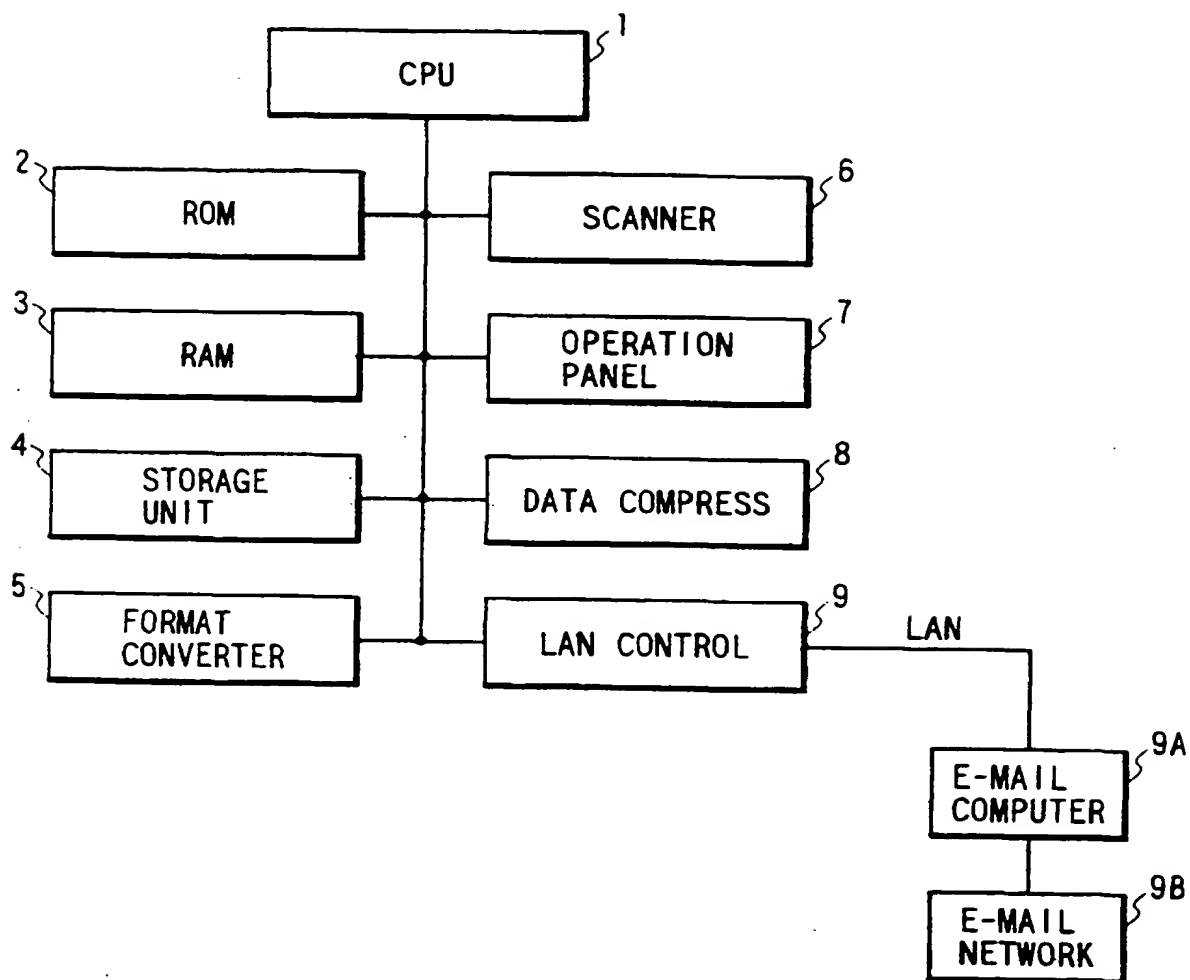 1
CPU
2
ROM
6
SCANNER
3
RAM
7
OPERATION
PANEL
4
STORAGE
UNIT
8
DATA COMPRESS
5
FORMAT
CONVERTER
9
LAN CONTROL
LAN
9A
E-MAIL
COMPUTER
9B
E-MAIL
NETWORK